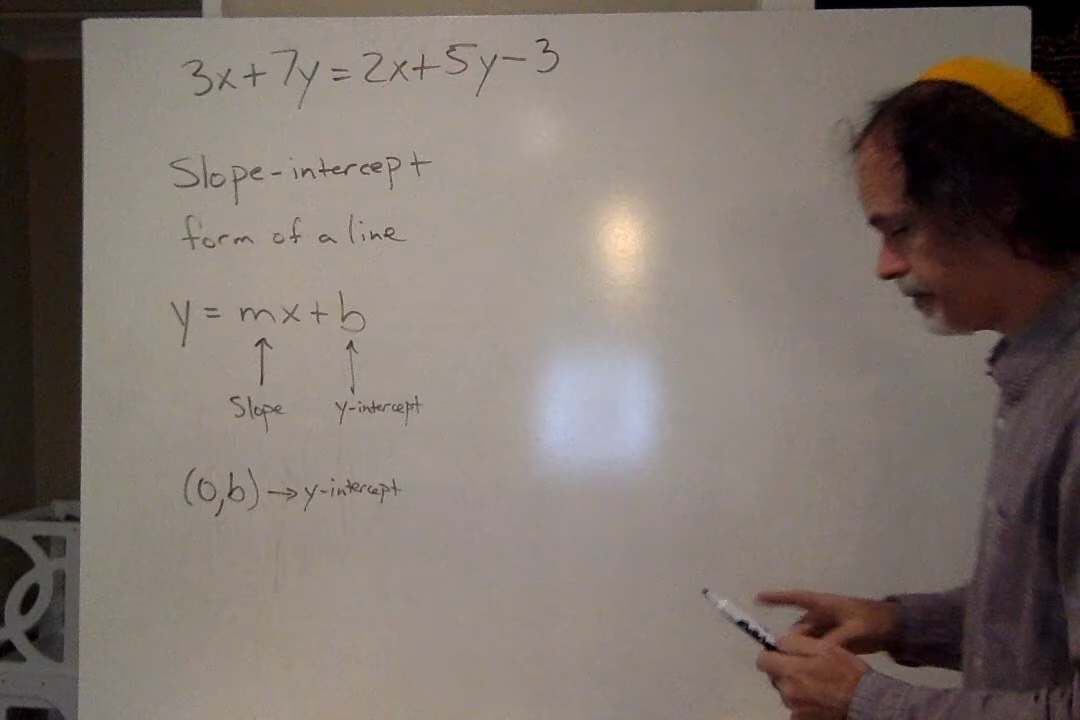 3x+7y=2x+5y-3
Slope-intercept
form of a line
y = mx+b
↑ ↑
Slope y-intercept
(0,b)→y-intercept